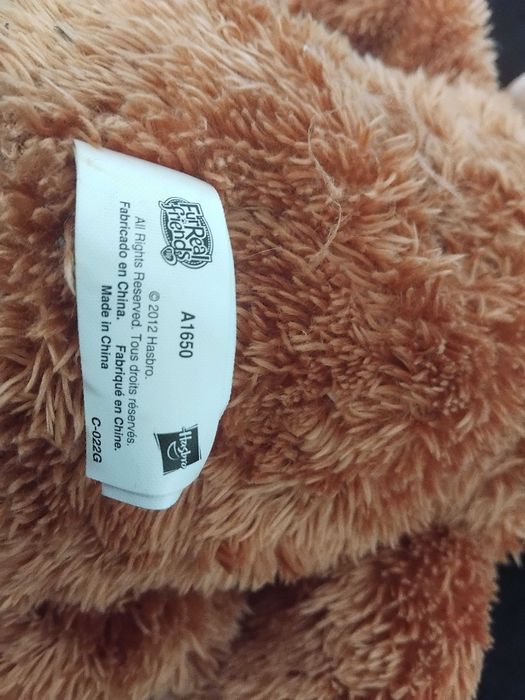 FurReal
friends
A1650
Hasbro
© 2012 Hasbro.
All Rights Reserved. Tous droits réservés.
Fabricado en China. Fabriqué en Chine.
Made in China
C-022G